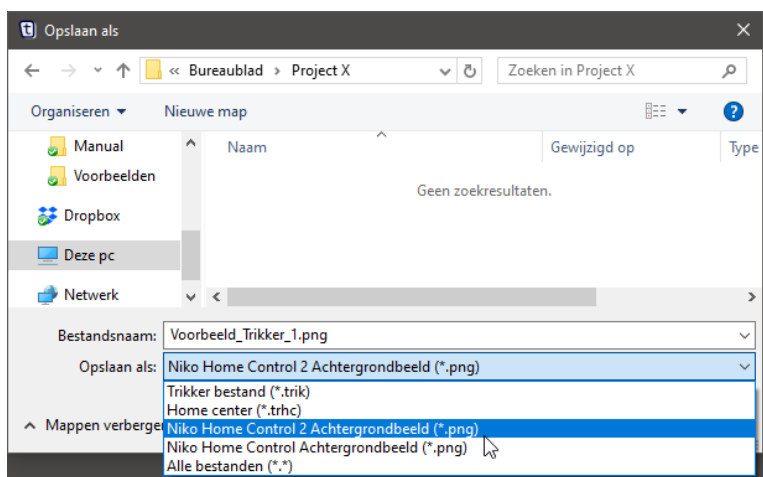 Opslaan als
« Bureaublad > Project X
Zoeken in Project X
Organiseren
Nieuwe map
Manual
Voorbeelden
Dropbox
Deze pc
Netwerk
Naam
Gewijzigd op
Type
Geen zoekresultaten.
Bestandsnaam: Voorbeeld_Trikker_1.png
Opslaan als: Niko Home Control 2 Achtergrondbeeld (*.png)
Trikker bestand (*.trik)
Home center (*.trhc)
Niko Home Control 2 Achtergrondbeeld (*.png)
Niko Home Control Achtergrondbeeld (*.png)
Alle bestanden (*.*)
Mappen verberge